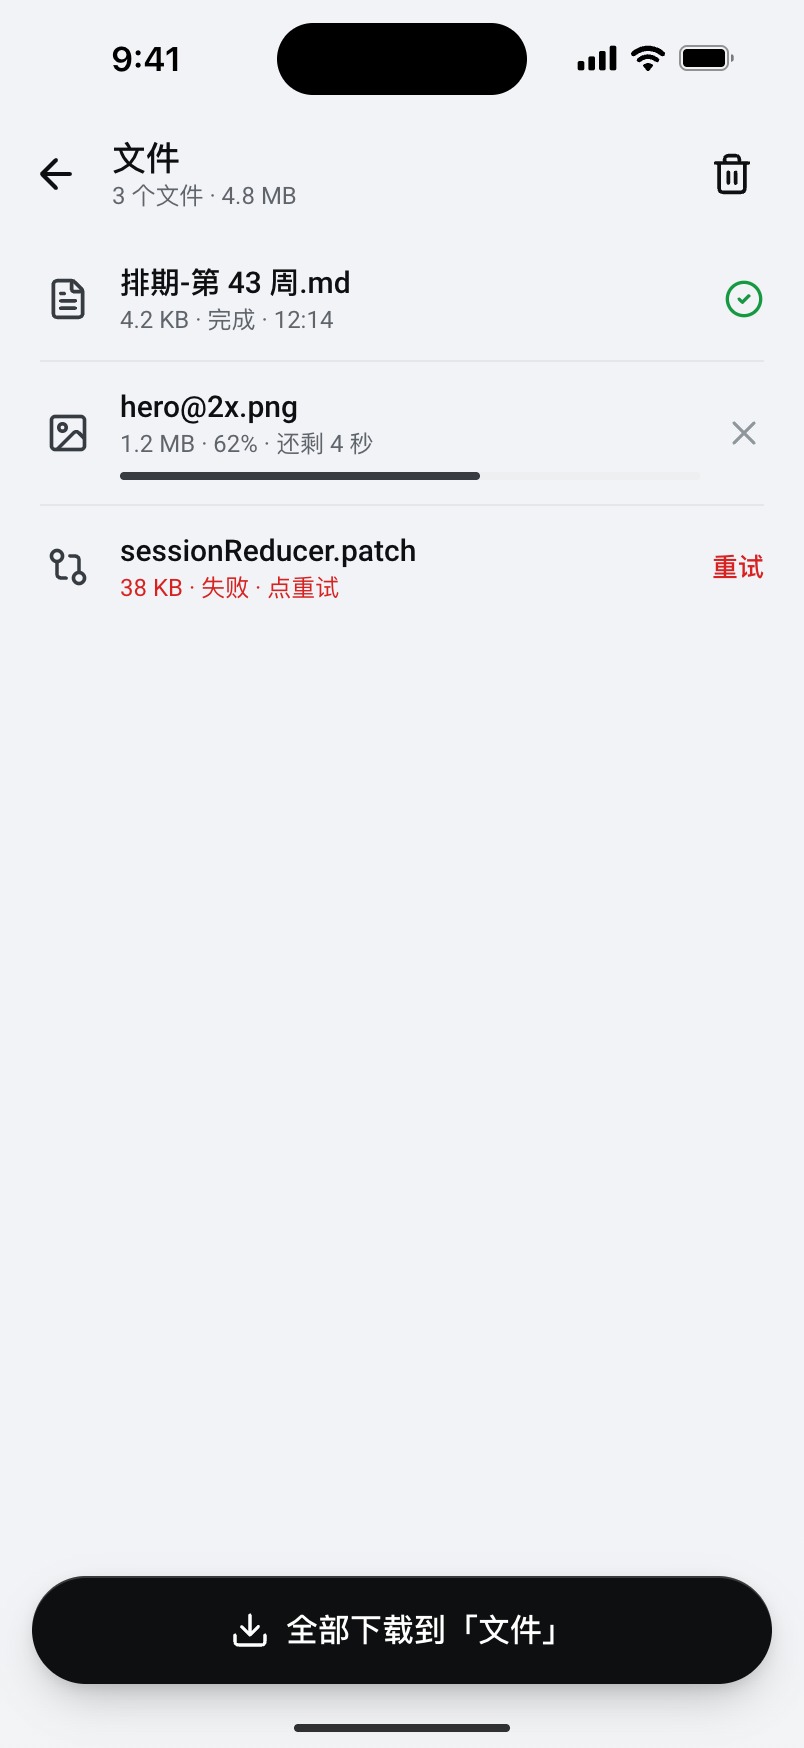 9:41
文件
3 个文件 · 4.8 MB
排期-第 43 周.md
4.2 KB · 完成 · 12:14
hero@2x.png
1.2 MB · 62% · 还剩 4 秒
sessionReducer.patch
38 KB · 失败 · 点重试
重试
全部下载到「文件」